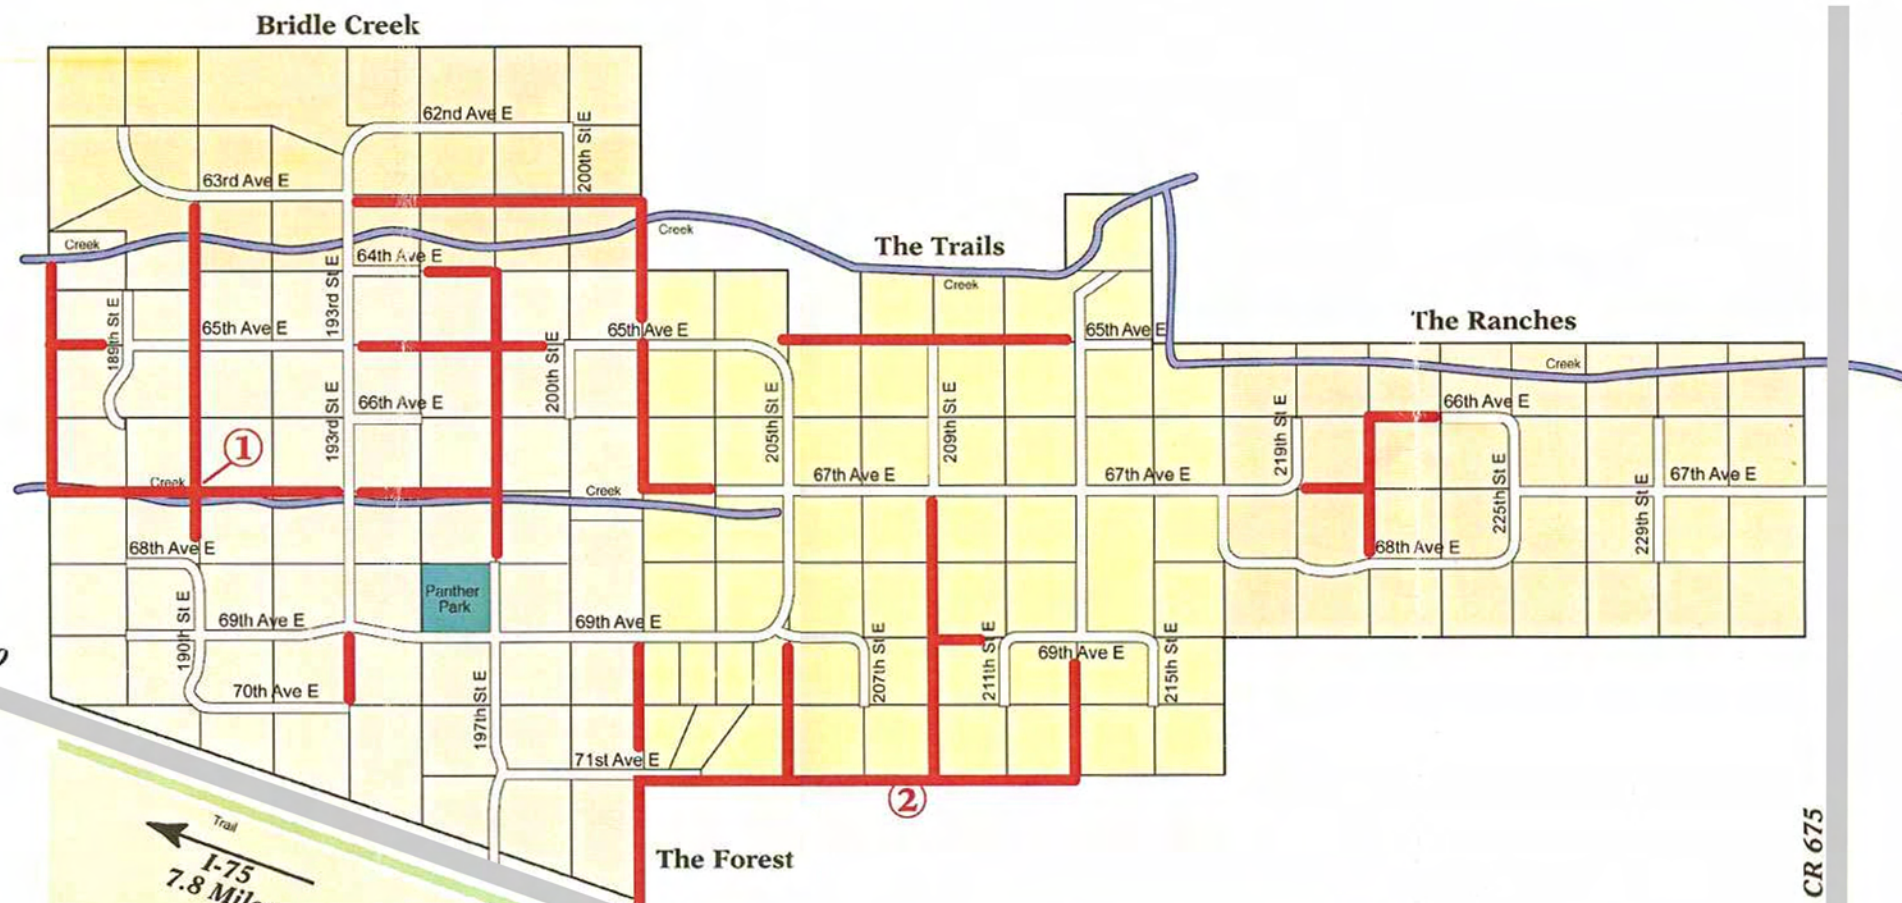 Bridle Creek
62nd Ave E
200th St E
63rd Ave E
Creek
Creek
64th Ave E
The Trails
Creek
193rd St E
189th St E
65th Ave E
65th Ave E
65th Ave E
The Ranches
Creek
200th St E
193rd St E
66th Ave E
205th St E
209th St E
219th St E
66th Ave E
1
Creek
Creek
67th Ave E
67th Ave E
225th St E
229th St E
67th Ave E
68th Ave E
68th Ave E
Panther
Park
190th St E
69th Ave E
69th Ave E
207th St E
211th St E
69th Ave E
215th St E
70th Ave E
197th St E
71st Ave E
2
Trail
I-75
The Forest
CR 675